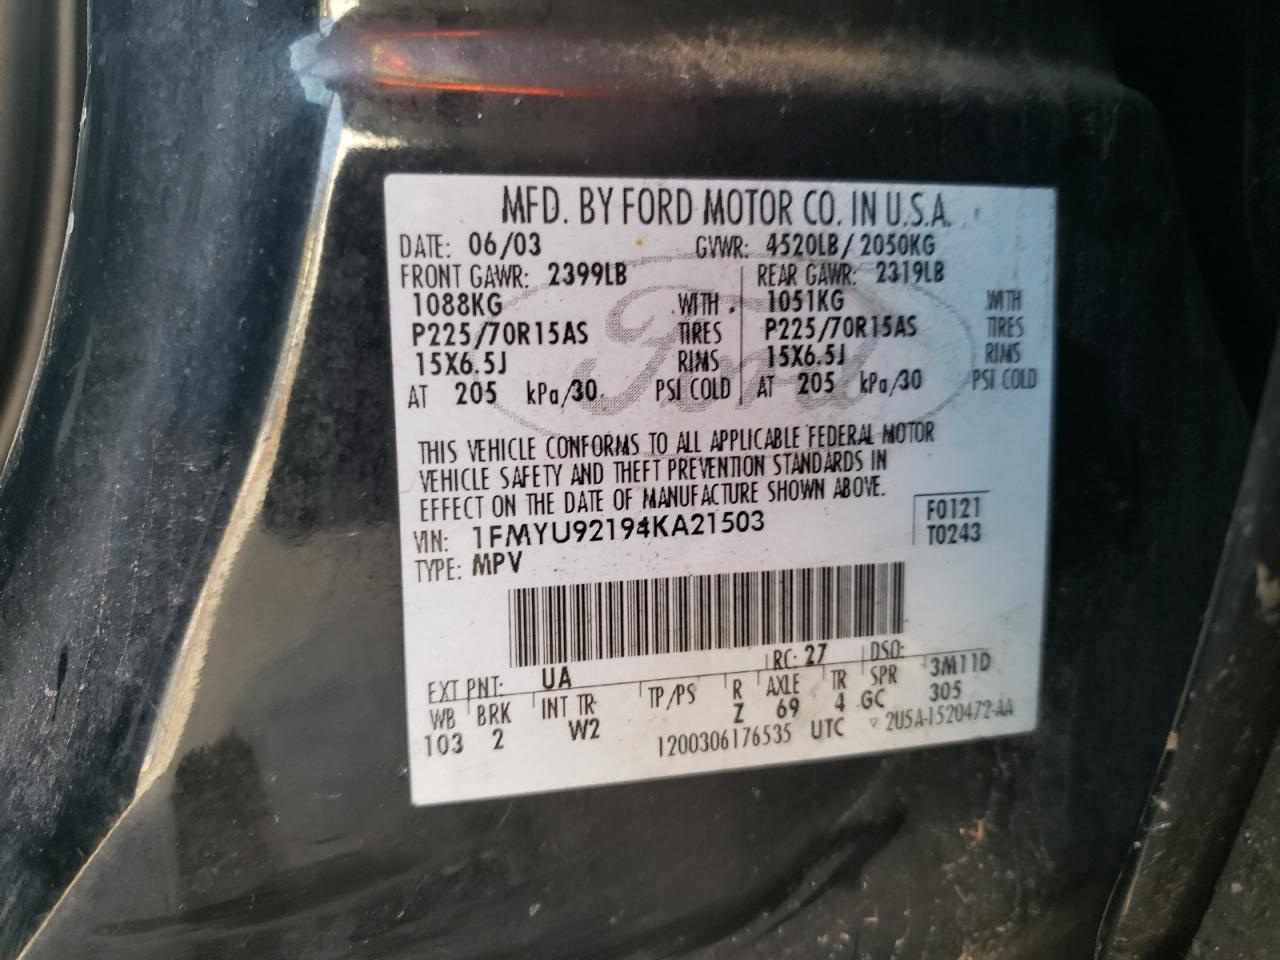 MFD. BY FORD MOTOR CO. IN U.S.A.
DATE: 06/03 GVWR: 4520LB/2050KG
FRONT GAWR: 2399LB REAR GAWR: 2319LB
1088KG WITH 1051KG WITH
P225/70R15AS TIRES P225/70R15AS TIRES
15X6.5J RIMS 15X6.5J RIMS
AT 205 kPa/30 PSI COLD AT 205 kPa/30 PSI COLD
Ford
THIS VEHICLE CONFORMS TO ALL APPLICABLE FEDERAL MOTOR
VEHICLE SAFETY AND THEFT PREVENTION STANDARDS IN
EFFECT ON THE DATE OF MANUFACTURE SHOWN ABOVE.
VIN: 1FMYU92194KA21503 F0121
TYPE: MPV T0243
EXT PNT: UA RC: 27 DSO:
WB BRK INT TR TP/PS R AXLE TR SPR 3M11D
103 2 W2 Z 69 4 GC 305
1200306176535 UTC ▽ 2U5A-1520472-AA